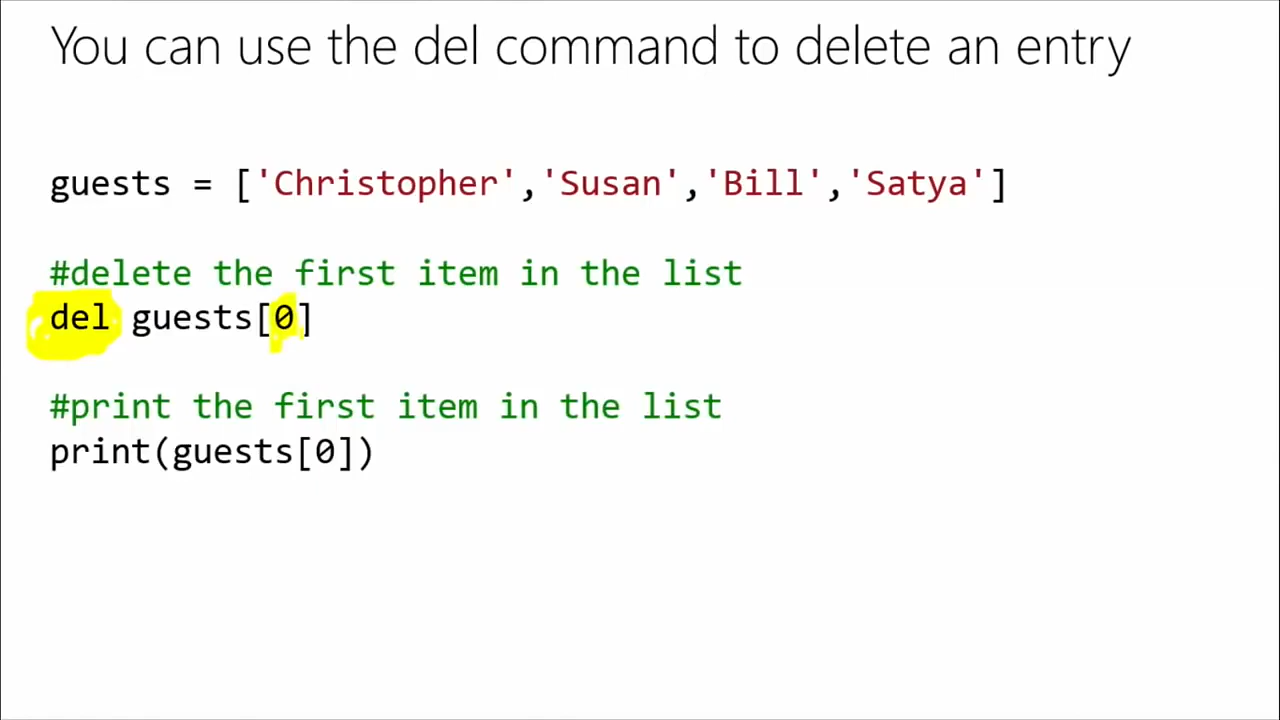 You can use the del command to delete an entry
guests = ['Christopher','Susan','Bill','Satya']
#delete the first item in the list
del guests[0]
#print the first item in the list
print(guests[0])